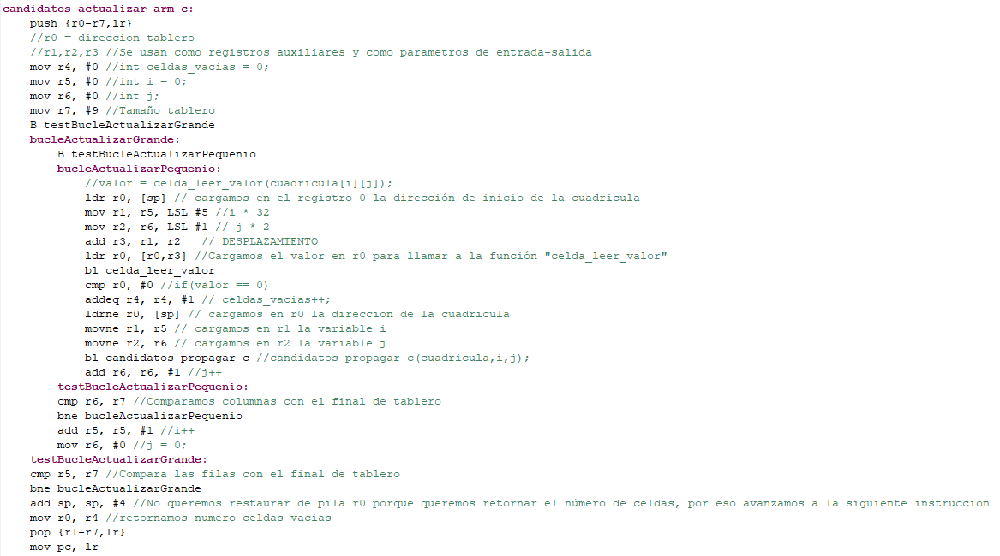 candidatos_actualizar_arm_c:
push {r0-r7,lr}
//r0 = direccion tablero
//r1,r2,r3 //Se usan como registros auxiliares y como parametros de entrada-salida
mov r4, #0 //int celdas_vacias = 0;
mov r5, #0 //int i = 0;
mov r6, #0 //int j;
mov r7, #9 //Tamaño tablero
B testBucleActualizarGrande
bucleActualizarGrande:
B testBucleActualizarPequenio
bucleActualizarPequenio:
//valor = celda_leer_valor(cuadricula[i][j]);
ldr r0, [sp] // cargamos en el registro 0 la dirección de inicio de la cuadricula
mov r1, r5, LSL #5 //i * 32
mov r2, r6, LSL #1 // j * 2
add r3, r1, r2 // DESPLAZAMIENTO
ldr r0, [r0,r3] //Cargamos el valor en r0 para llamar a la función "celda_leer_valor"
bl celda_leer_valor
cmp r0, #0 //if(valor == 0)
addeq r4, r4, #1 // celdas_vacias++;
ldrne r0, [sp] // cargamos en r0 la direccion de la cuadricula
movne r1, r5 // cargamos en r1 la variable i
movne r2, r6 // cargamos en r2 la variable j
bl candidatos_propagar_c //candidatos_propagar_c(cuadricula,i,j);
add r6, r6, #1 //j++
testBucleActualizarPequenio:
cmp r6, r7 //Comparamos columnas con el final de tablero
bne bucleActualizarPequenio
add r5, r5, #1 //i++
mov r6, #0 //j = 0;
testBucleActualizarGrande:
cmp r5, r7 //Compara las filas con el final de tablero
bne bucleActualizarGrande
add sp, sp, #4 //No queremos restaurar de pila r0 porque queremos retornar el número de celdas, por eso avanzamos a la siguiente instruccion
mov r0, r4 //retornamos numero celdas vacias
pop {r1-r7,lr}
mov pc, lr